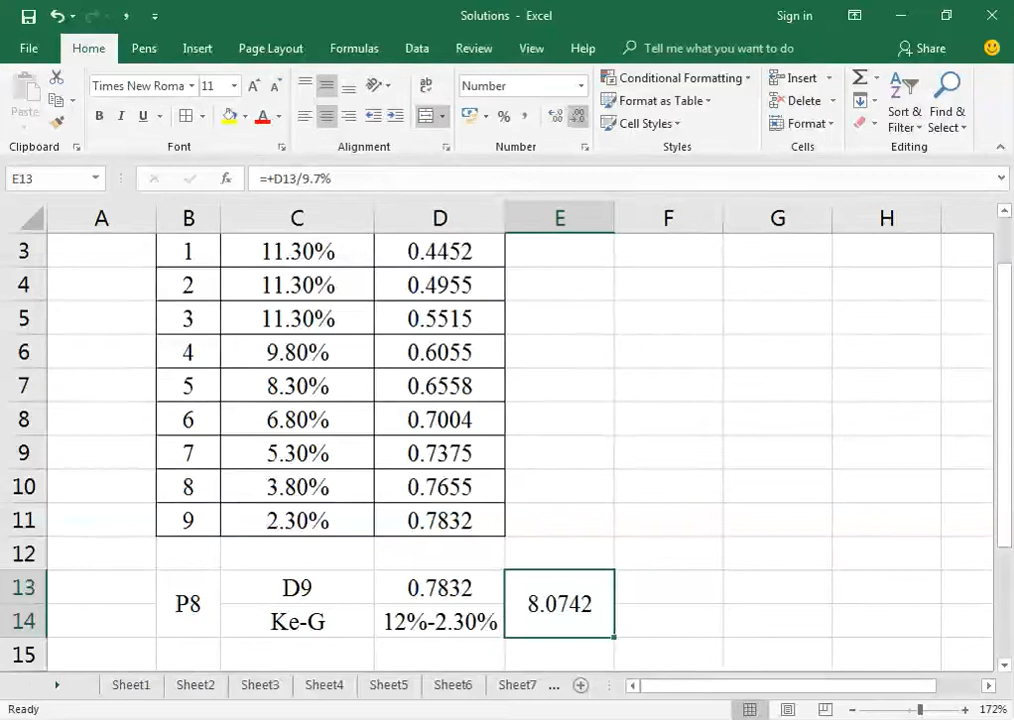 Solutions - Excel
Sign in
File Home Pens Insert Page Layout Formulas Data Review View Help Tell me what you want to do Share
Paste
Times New Roma 11
B I U
A A
ab
Number
% ,
Conditional Formatting
Format as Table
Cell Styles
Insert
Delete
Format
Sort & Filter
Find & Select
Clipboard Font Alignment Number Styles Cells Editing
E13 fx =+D13/9.7%
A B C D E F G H
3 1 11.30% 0.4452
4 2 11.30% 0.4955
5 3 11.30% 0.5515
6 4 9.80% 0.6055
7 5 8.30% 0.6558
8 6 6.80% 0.7004
9 7 5.30% 0.7375
10 8 3.80% 0.7655
11 9 2.30% 0.7832
12
13 P8 D9 0.7832 8.0742
14 Ke-G 12%-2.30%
15
Sheet1 Sheet2 Sheet3 Sheet4 Sheet5 Sheet6 Sheet7 ...
Ready 172%